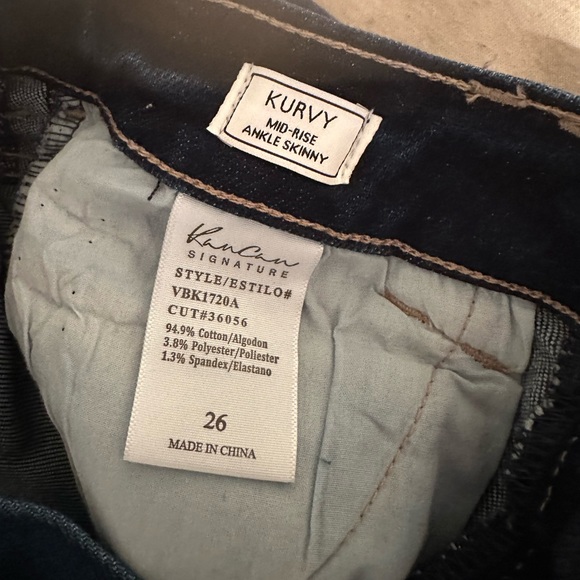 KURVY
MID-RISE
ANKLE SKINNY
KanCan
SIGNATURE
STYLE/ESTILO#
VBK1720A
CUT#36056
94.9% Cotton/Algodon
3.8% Polyester/Poliester
1.3% Spandex/Elastano
26
MADE IN CHINA